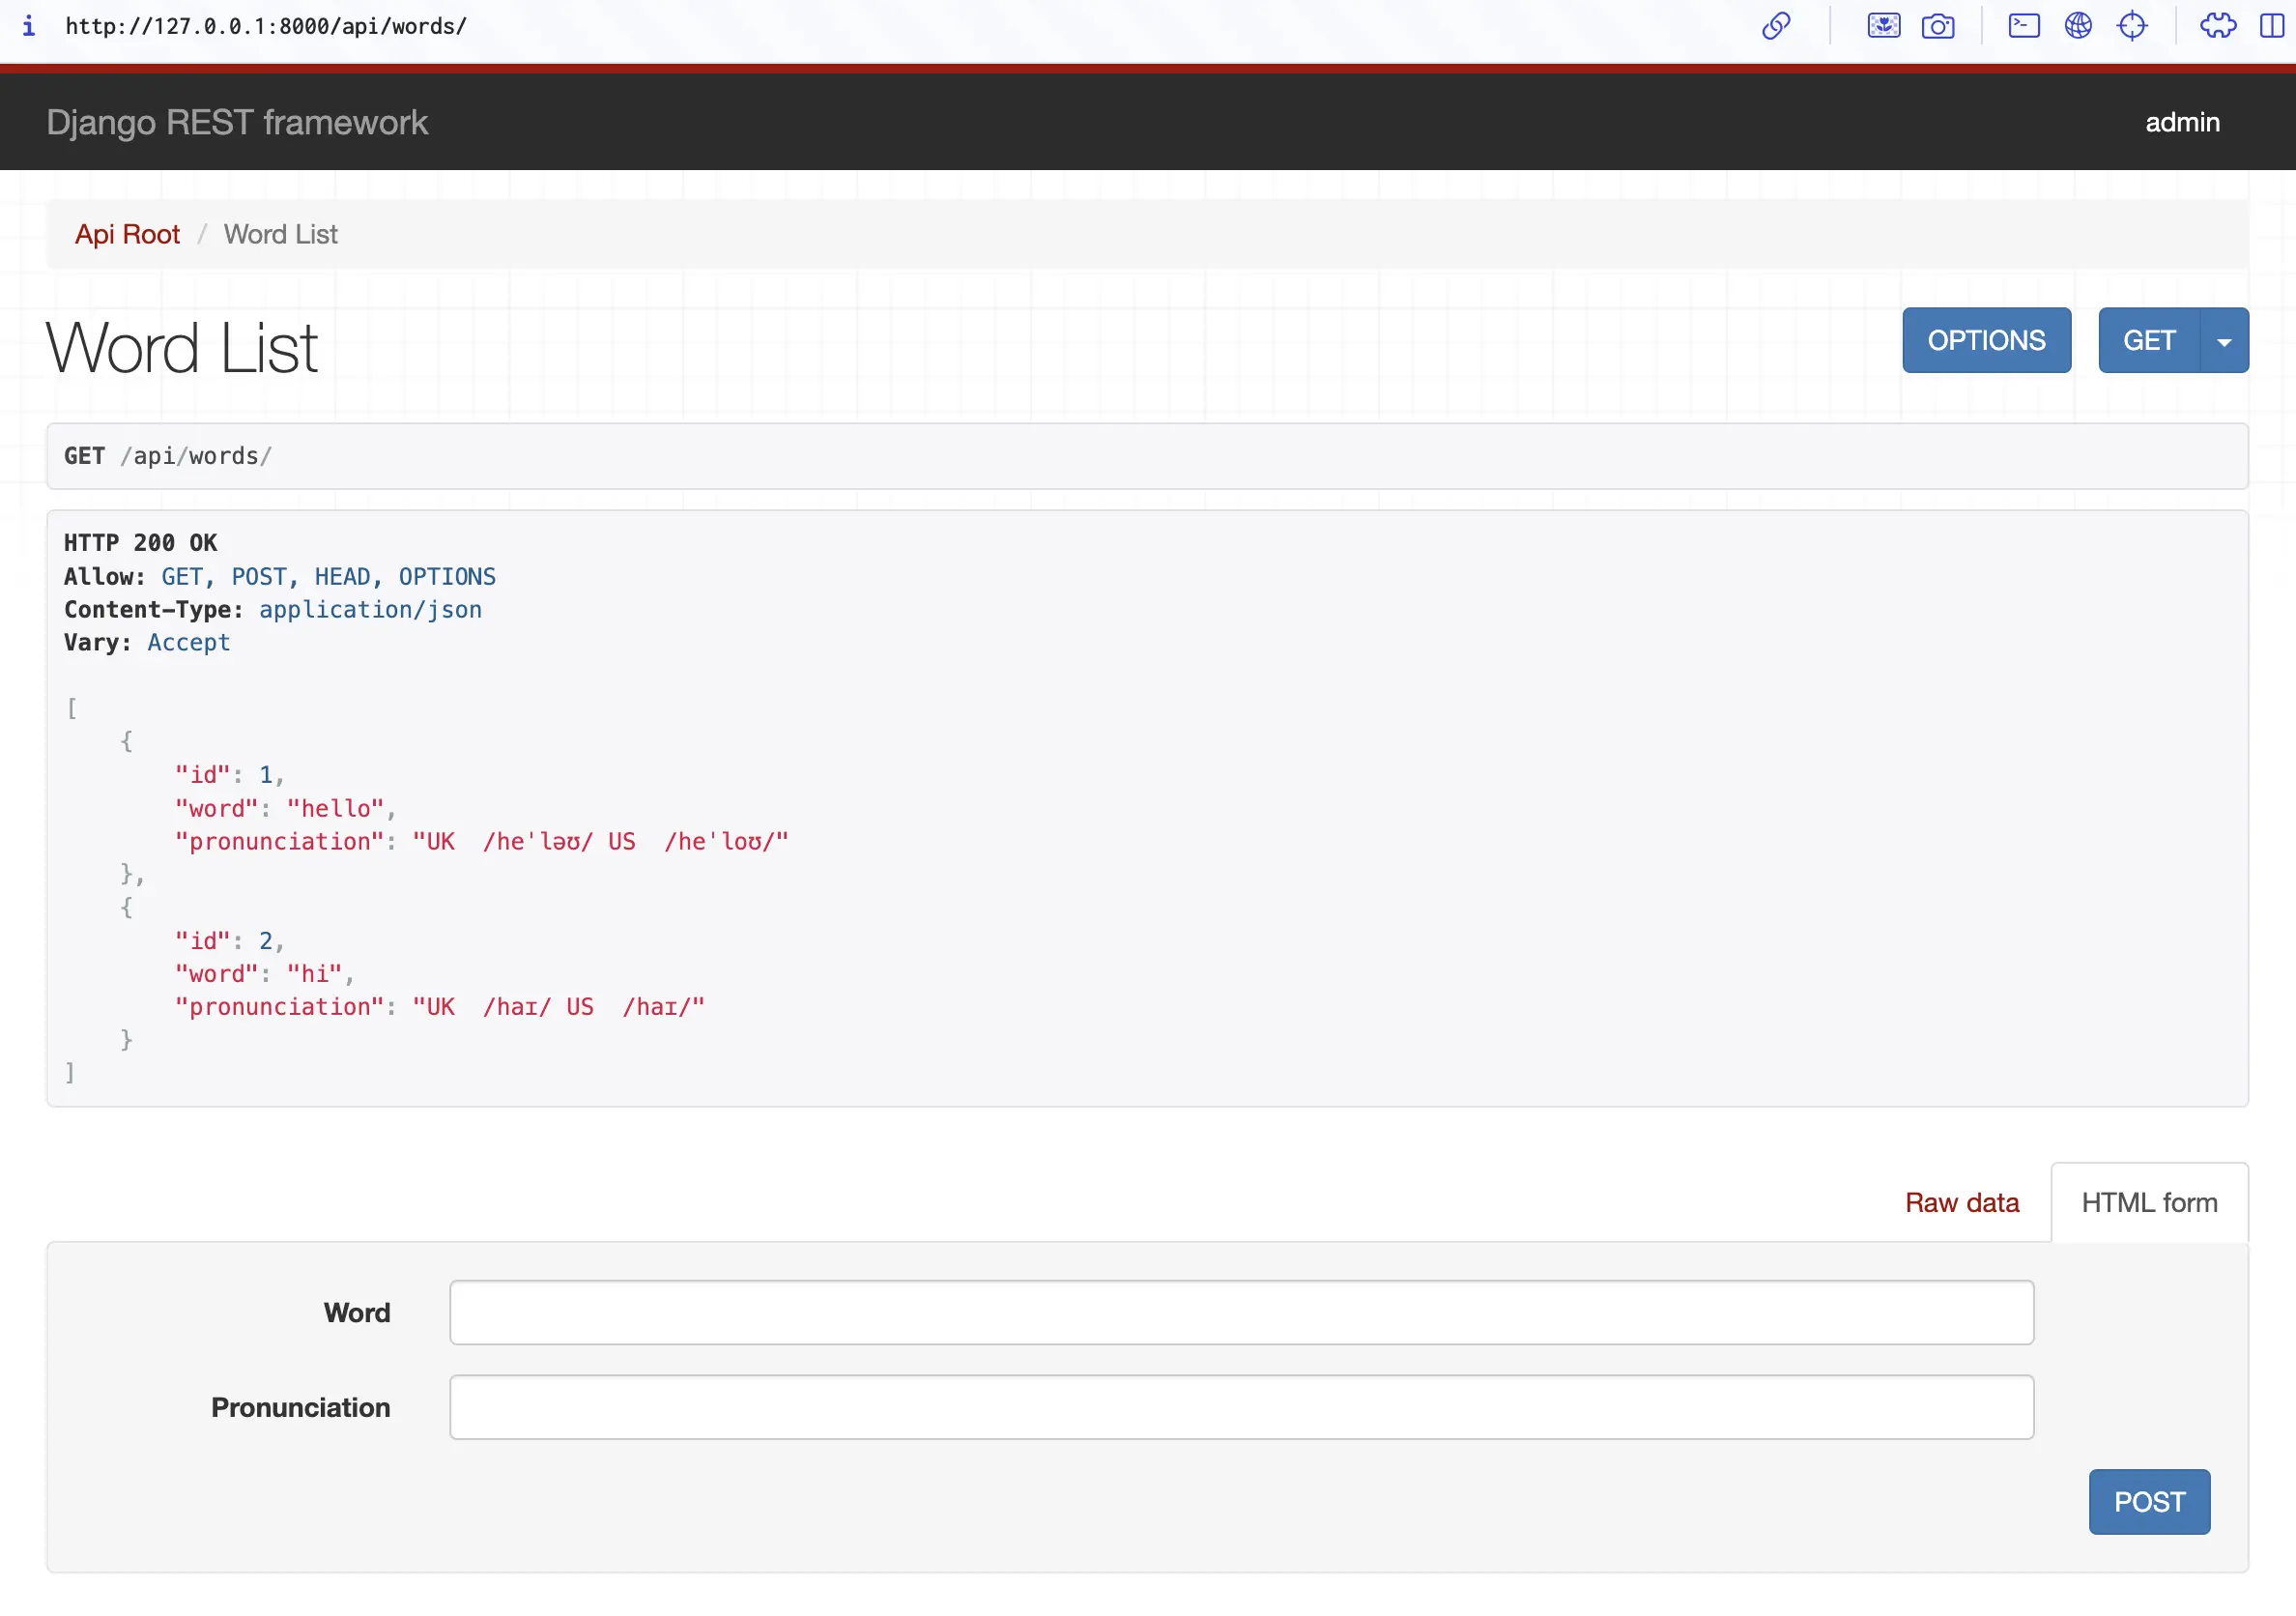 http://127.0.0.1:8000/api/words/
Django REST framework admin
Api Root / Word List
Word List
OPTIONS GET
GET /api/words/
HTTP 200 OK
Allow: GET, POST, HEAD, OPTIONS
Content-Type: application/json
Vary: Accept
[
    {
        "id": 1,
        "word": "hello",
        "pronunciation": "UK  /heˈləʊ/ US  /heˈloʊ/"
    },
    {
        "id": 2,
        "word": "hi",
        "pronunciation": "UK  /haɪ/ US  /haɪ/"
    }
]
Raw data HTML form
Word
Pronunciation
POST